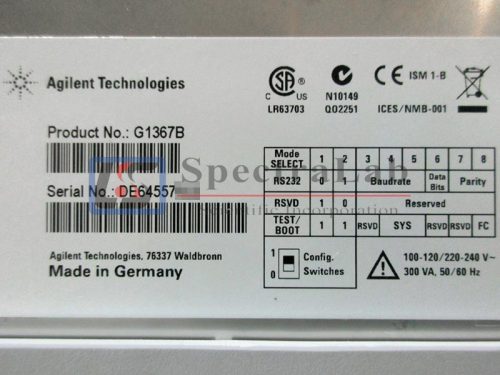 Agilent Technologies
C US
LR63703
N10149
Q02251
ISM 1-B
ICES/NMB-001
Product No.: G1367B
Serial No.: DE64557
SpectraLab
Scientific Incorporation
Agilent Technologies, 76337 Waldbronn
Made in Germany
Mode SELECT 1 2 3 4 5 6 7 8
RS232 0 1 Baudrate Data Bits Parity
RSVD 1 0 Reserved
TEST/ BOOT 1 1 RSVD SYS RSVD RSVD FC
1
0
Config.
Switches
100-120/220-240 V~
300 VA, 50/60 Hz